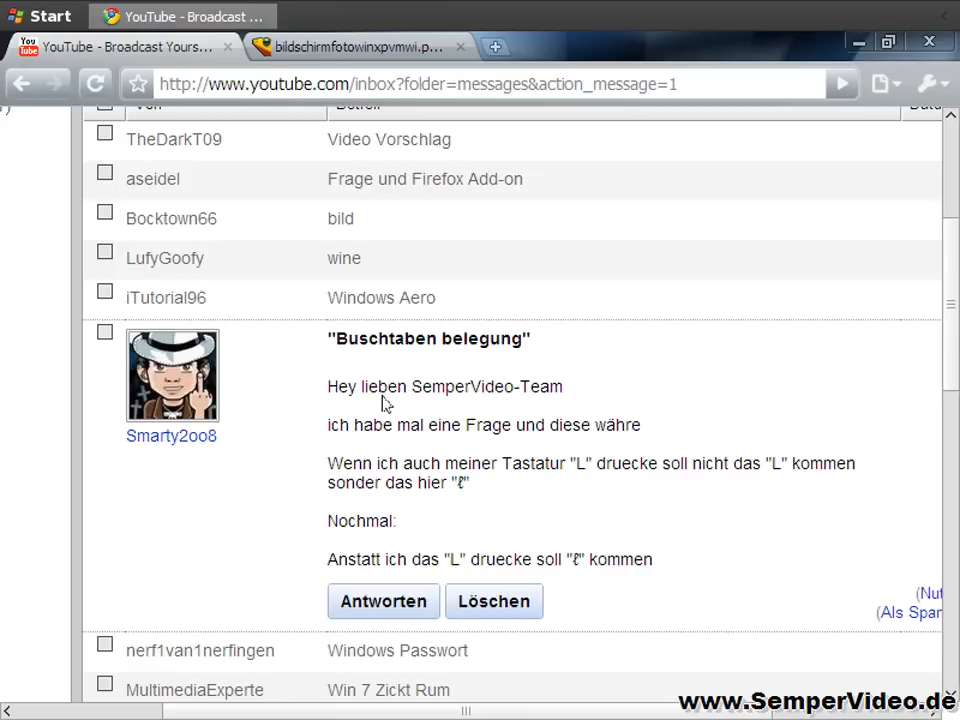 Start
YouTube - Broadcast ...
YouTube - Broadcast Yours...
bildschirmfotowinxpvmwi.p...
http://www.youtube.com/inbox?folder=messages&action_message=1
Von
Betreff
TheDarkT09
Video Vorschlag
aseidel
Frage und Firefox Add-on
Bocktown66
bild
LufyGoofy
wine
iTutorial96
Windows Aero
"Buschtaben belegung"
Hey lieben SemperVideo-Team
ich habe mal eine Frage und diese währe
Smarty2oo8
Wenn ich auch meiner Tastatur "L" druecke soll nicht das "L" kommen
sonder das hier "ℓ"
Nochmal:
Anstatt ich das "L" druecke soll "ℓ" kommen
Antworten
Löschen
(Nut
(Als Spar
nerf1van1nerfingen
Windows Passwort
MultimediaExperte
Win 7 Zickt Rum
www.SemperVideo.de